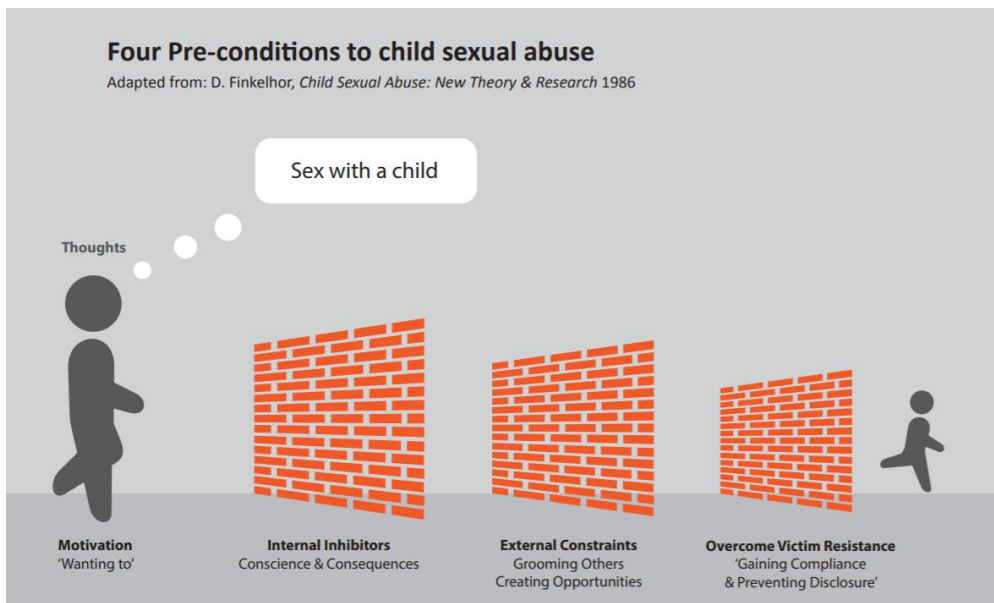 Four Pre-conditions to child sexual abuse
Adapted from: D. Finkelhor, Child Sexual Abuse: New Theory & Research 1986
Sex with a child
Thoughts
Motivation
'Wanting to'
Internal Inhibitors
Conscience & Consequences
External Constraints
Grooming Others
Creating Opportunities
Overcome Victim Resistance
'Gaining Compliance
& Preventing Disclosure'